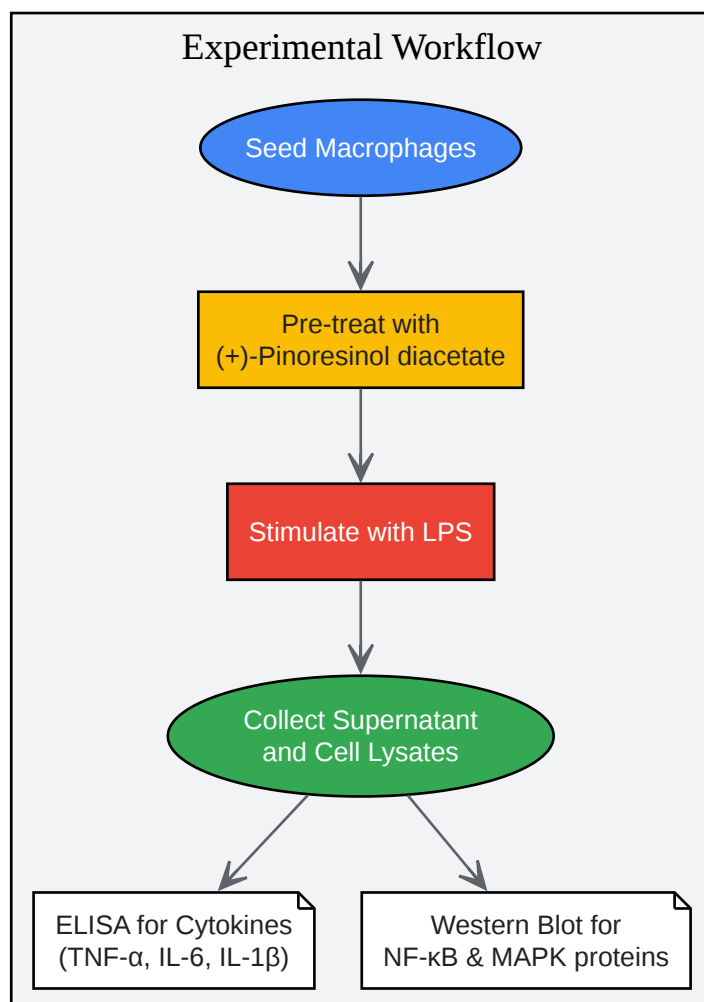 Experimental Workflow
Seed Macrophages
Pre-treat with
(+)-Pinoresinol diacetate
Stimulate with LPS
Collect Supernatant
and Cell Lysates
ELISA for Cytokines
(TNF-α, IL-6, IL-1β)
Western Blot for
NF-κB & MAPK proteins